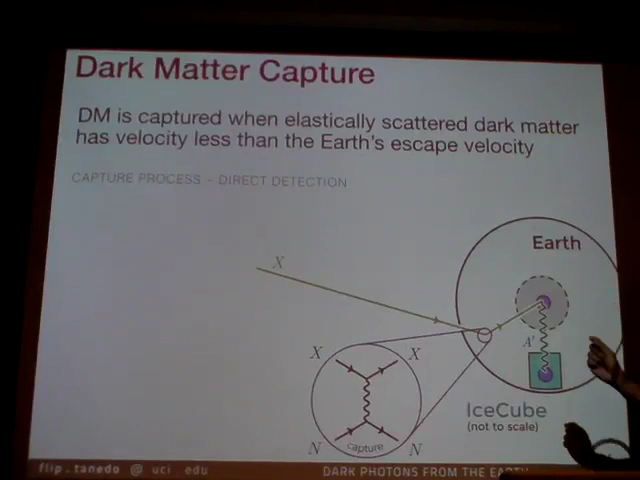 Dark Matter Capture
DM is captured when elastically scattered dark matter
has velocity less than the Earth's escape velocity
CAPTURE PROCESS ~ DIRECT DETECTION
Earth
X
A'
X
X
IceCube
(not to scale)
N
capture
N
flip.tanedo @ uci edu
DARK PHOTONS FROM THE EARTH